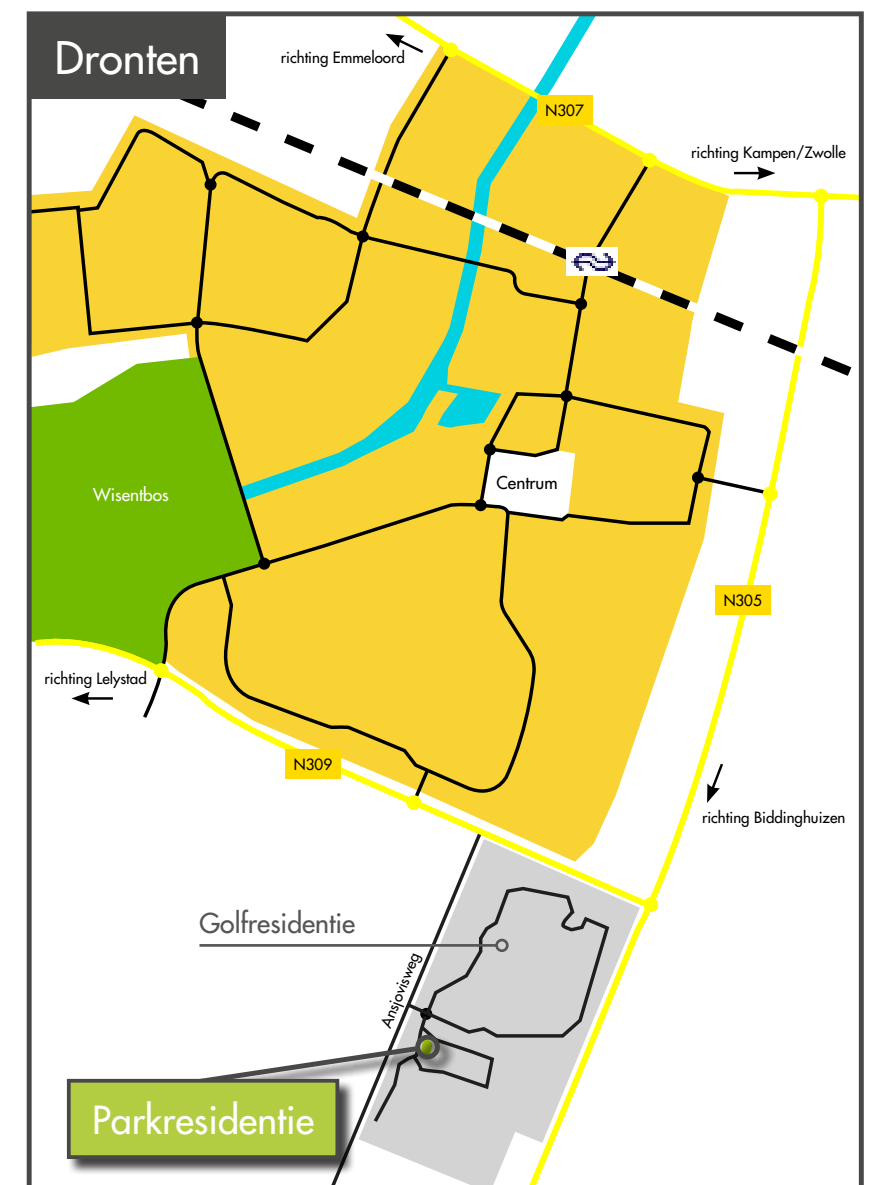 Dronten
richting Emmeloord
N307
richting Kampen/Zwolle
Wisentbos
Centrum
N305
richting Lelystad
N309
richting Biddinghuizen
Golfresidentie
Ansjovisweg
Parkresidentie